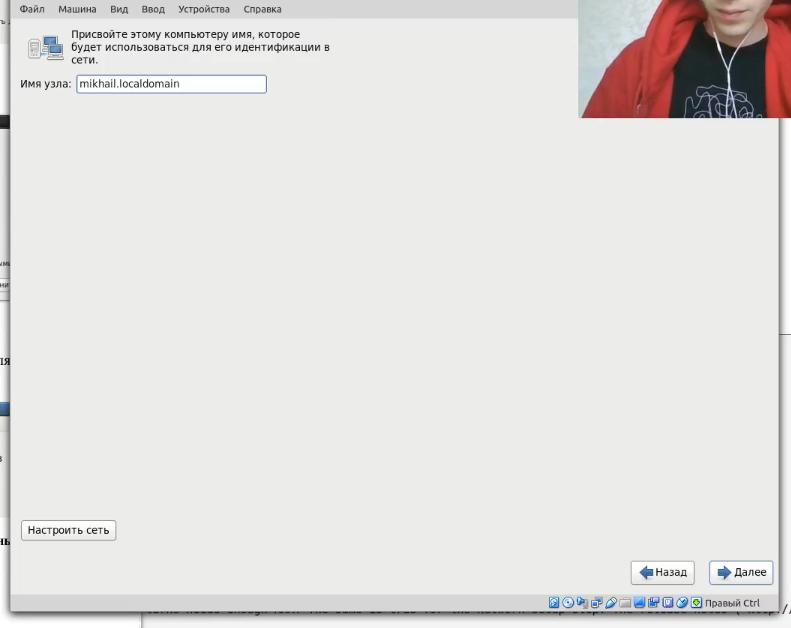 Файл Машина Вид Ввод Устройства Справка
Присвойте этому компьютеру имя, которое
будет использоваться для его идентификации в
сети.
Имя узла: mikhail.localdomain
Настроить сеть
Назад Далее
Правый Ctrl